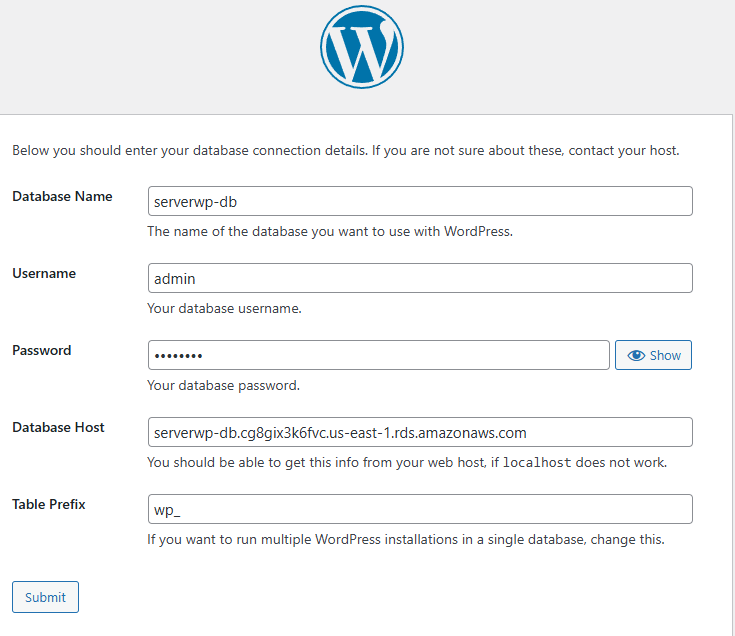 Below you should enter your database connection details. If you are not sure about these, contact your host.
Database Name
serverwp-db
The name of the database you want to use with WordPress.
Username
admin
Your database username.
Password
••••••••
Show
Your database password.
Database Host
serverwp-db.cg8gix3k6fvc.us-east-1.rds.amazonaws.com
You should be able to get this info from your web host, if localhost does not work.
Table Prefix
wp_
If you want to run multiple WordPress installations in a single database, change this.
Submit